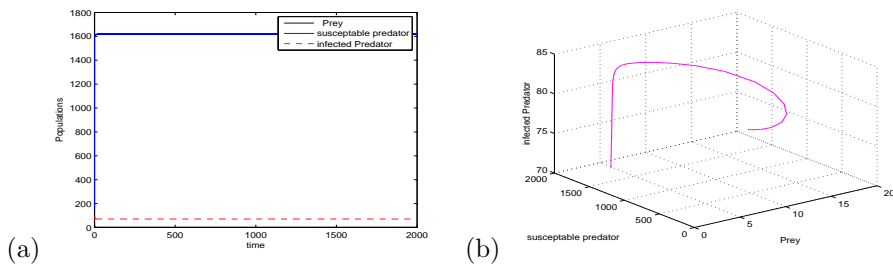 1800
1600
1400
1200
1000
800
600
400
200
0
Populations
0 500 1000 1500 2000
time
Prey
susceptable predator
infected Predator
(a)
85
80
75
70
infected Predator
2000
1500
1000
500
0
susceptable predator
0
5
10
15
20
Prey
(b)